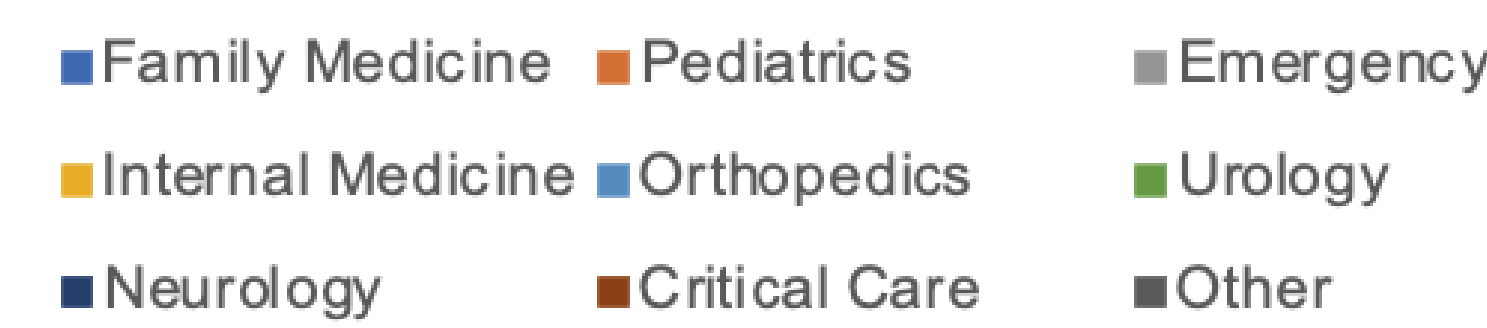 Family Medicine Pediatrics Emergency
Internal Medicine Orthopedics Urology
Neurology Critical Care Other